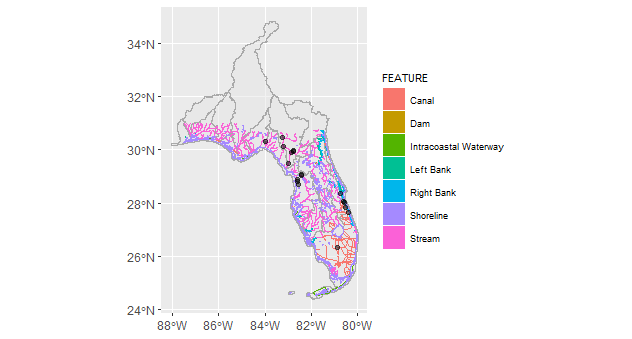 34°N
32°N
30°N
28°N
26°N
24°N
88°W
86°W
84°W
82°W
80°W
FEATURE
Canal
Dam
Intracoastal Waterway
Left Bank
Right Bank
Shoreline
Stream